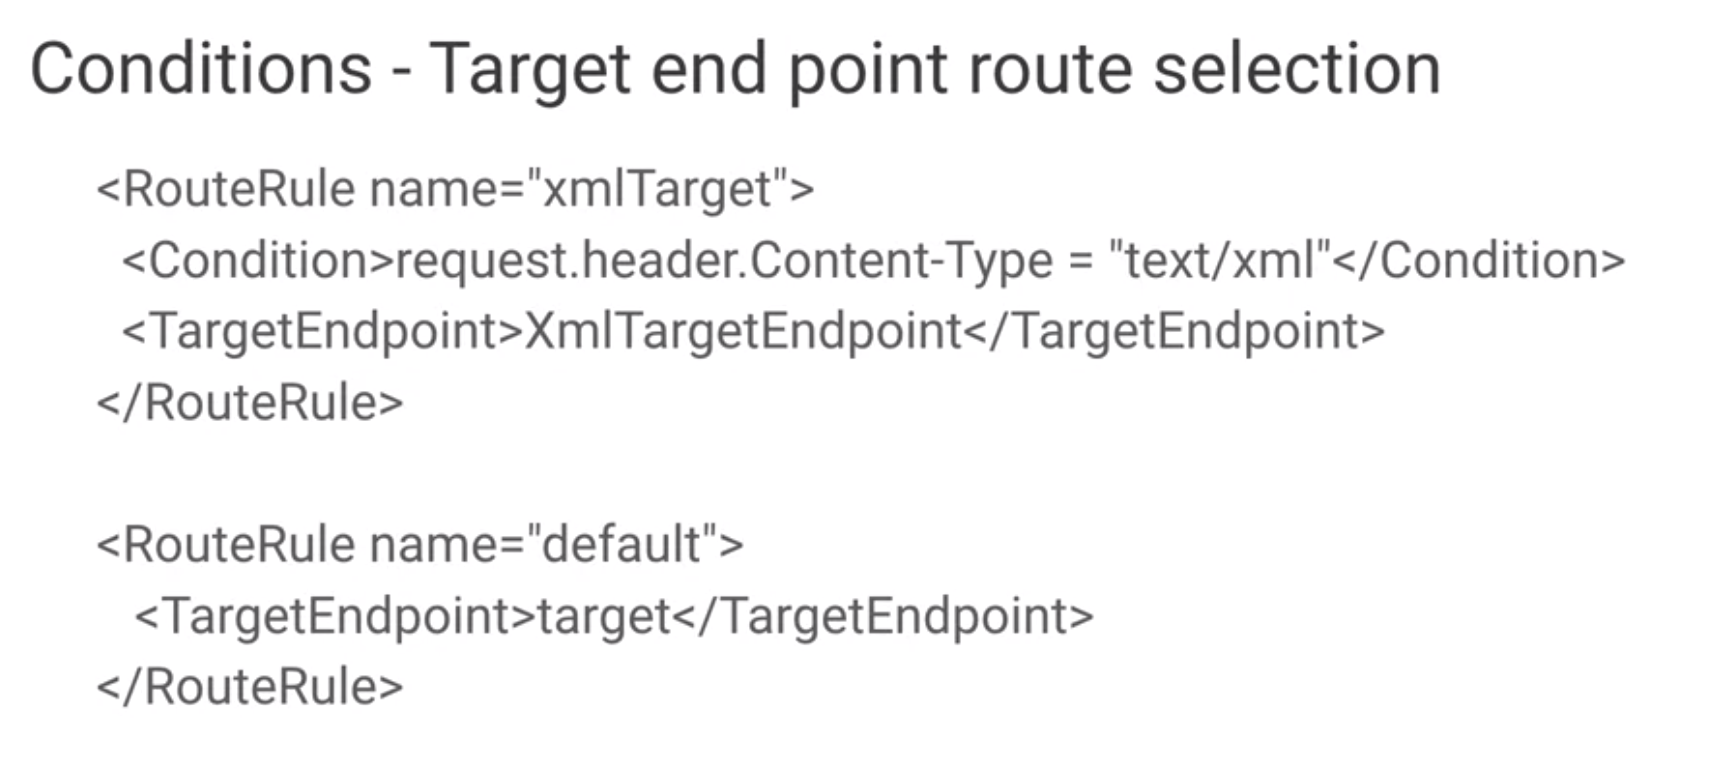 Conditions - Target end point route selection
<RouteRule name="xmlTarget">
<Condition>request.header.Content-Type = "text/xml"</Condition>
<TargetEndpoint>XmlTargetEndpoint</TargetEndpoint>
</RouteRule>
<RouteRule name="default">
<TargetEndpoint>target</TargetEndpoint>
</RouteRule>